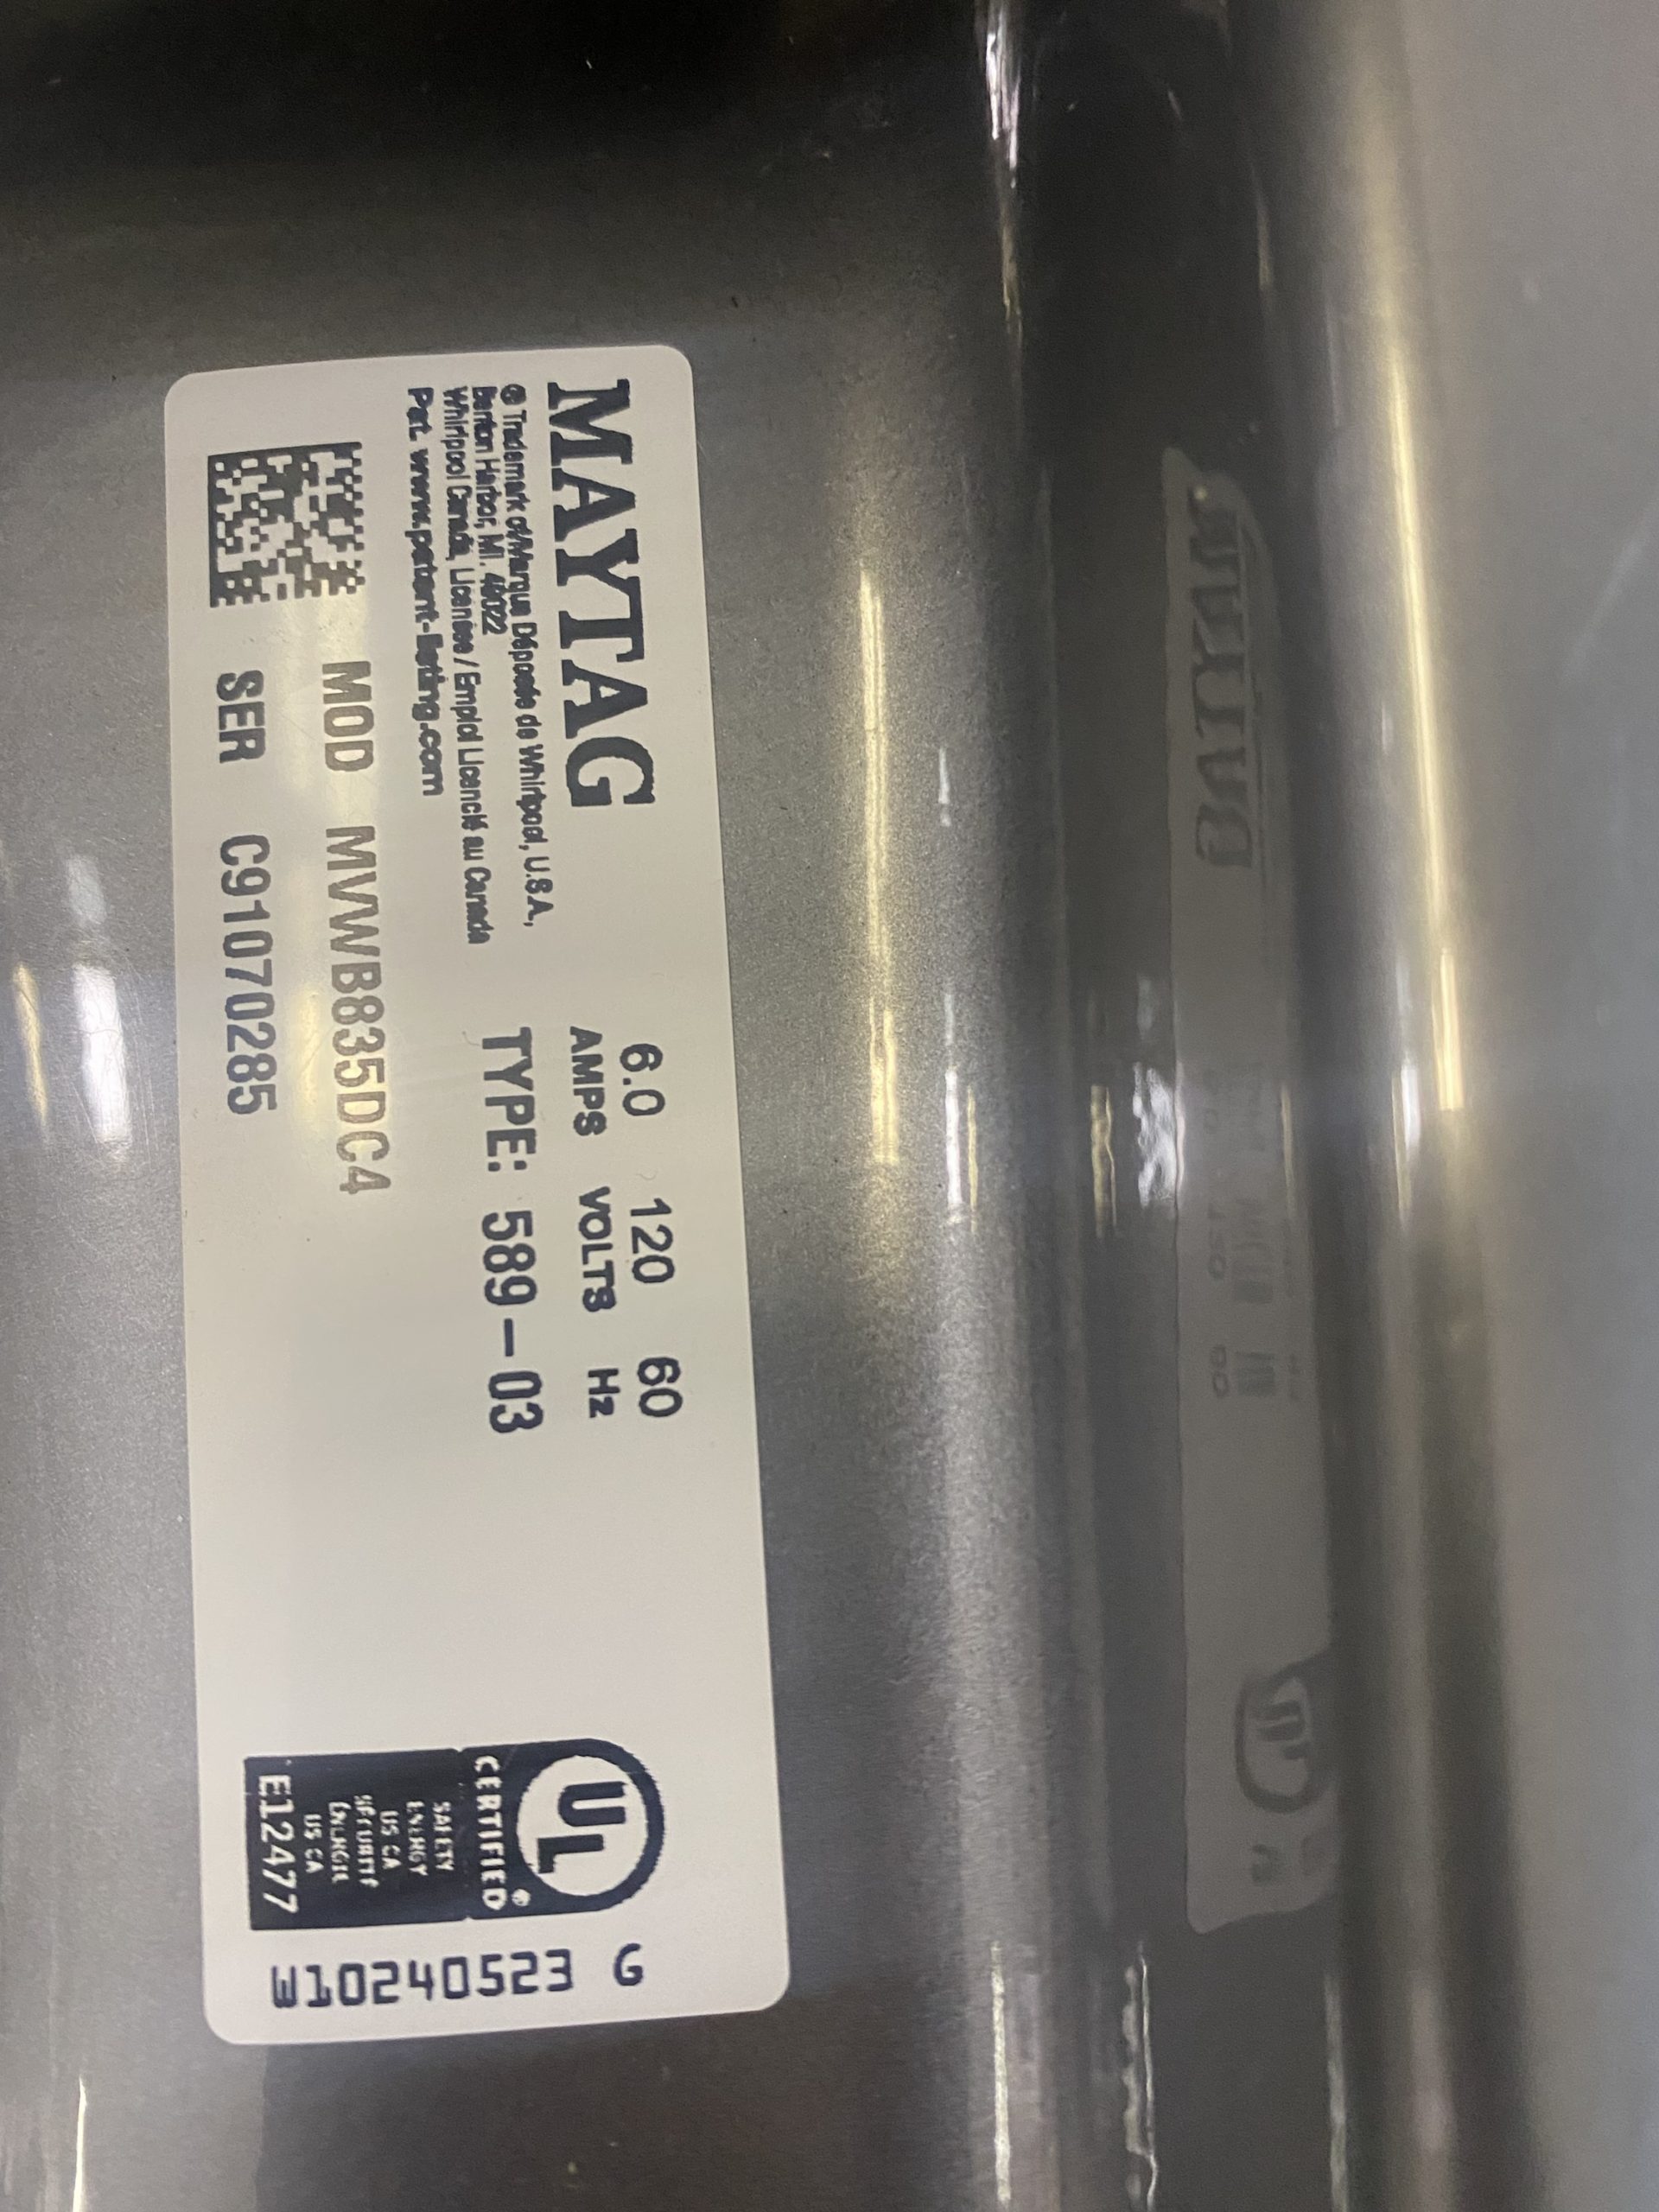 MAYTAG
® Trademark of/Marque Déposée de Whirlpool, U.S.A.,
Benton Harbor, MI. 49022
Whirlpool Canada, Licensee / Emploi Licencié au Canada
Pat. www.patent-listing.com
6.0 120 60
AMPS VOLTS Hz
TYPE: 589-03
MOD MVWB835DC4
SER C91070285
UL
CERTIFIED®
SAFETY
ENERGY
US CA
SÉCURITÉ
ÉNERGIE
US CA
E12477
W10240523 G